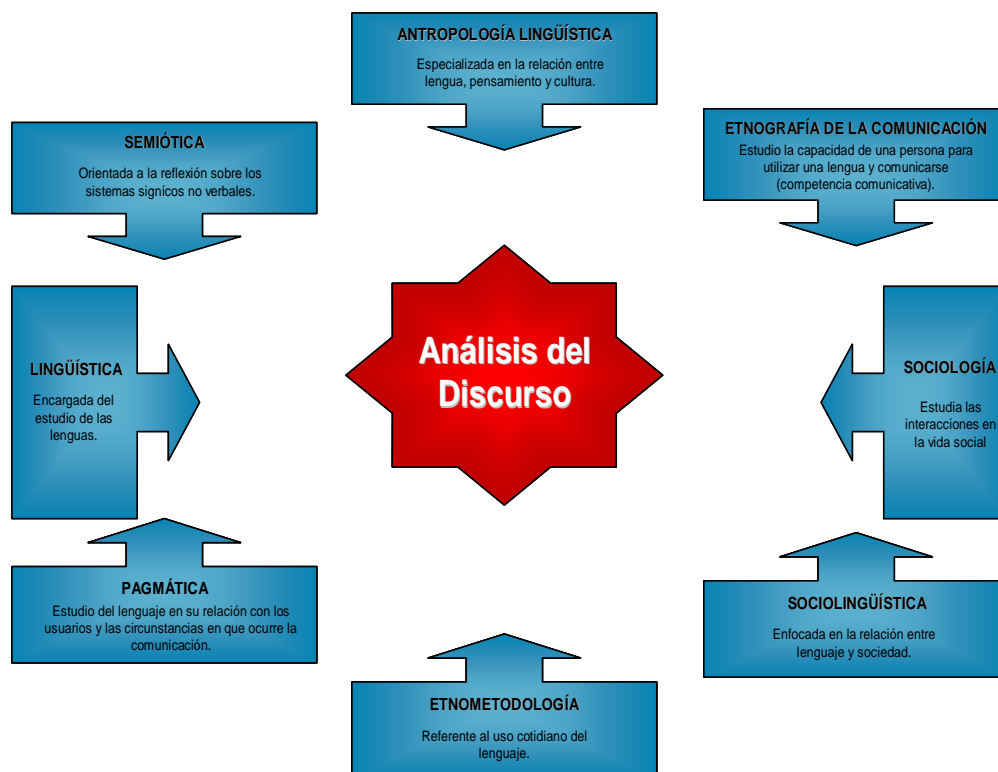 ANTROPOLOGÍA LINGÜÍSTICA
Especializada en la relación entre
lengua, pensamiento y cultura.
SEMIÓTICA
Orientada a la reflexión sobre los
sistemas signícos no verbales.
ETNOGRAFÍA DE LA COMUNICACIÓN
Estudio la capacidad de una persona para
utilizar una lengua y comunicarse
(competencia comunicativa).
LINGÜÍSTICA
Encargada del
estudio de las
lenguas.
Análisis del
Discurso
SOCIOLOGÍA
Estudia las
interacciones en
la vida social
PAGMÁTICA
Estudio del lenguaje en su relación con los
usuarios y las circunstancias en que ocurre la
comunicación.
SOCIOLINGÜÍSTICA
Enfocada en la relación entre
lenguaje y sociedad.
ETNOMETODOLOGÍA
Referente al uso cotidiano del
lenguaje.